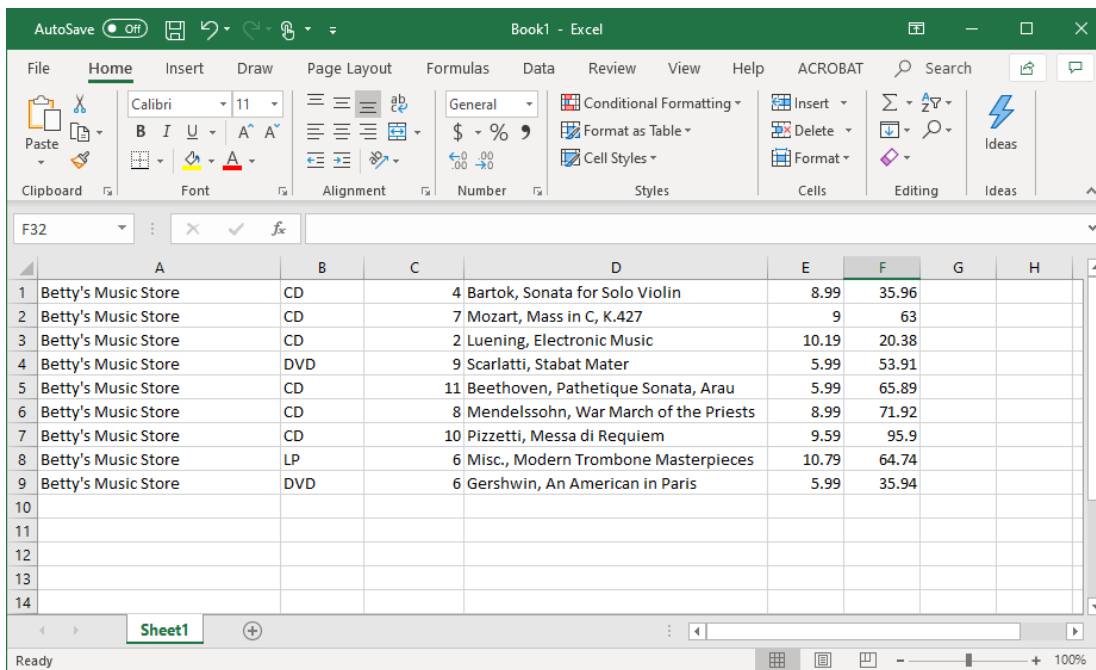 AutoSave Off Book1 - Excel
File Home Insert Draw Page Layout Formulas Data Review View Help ACROBAT Search
Calibri 11 ab General Conditional Formatting Insert Σ A Z
Paste B I U A A $ % 9 Format as Table Delete Ideas
A .00 .00 Cell Styles Format
Clipboard Font Alignment Number Styles Cells Editing Ideas
F32 fx
A B C D E F G H
1 Betty's Music Store CD 4 Bartok, Sonata for Solo Violin 8.99 35.96
2 Betty's Music Store CD 7 Mozart, Mass in C, K.427 9 63
3 Betty's Music Store CD 2 Luening, Electronic Music 10.19 20.38
4 Betty's Music Store DVD 9 Scarlatti, Stabat Mater 5.99 53.91
5 Betty's Music Store CD 11 Beethoven, Pathetique Sonata, Arau 5.99 65.89
6 Betty's Music Store CD 8 Mendelssohn, War March of the Priests 8.99 71.92
7 Betty's Music Store CD 10 Pizzetti, Messa di Requiem 9.59 95.9
8 Betty's Music Store LP 6 Misc., Modern Trombone Masterpieces 10.79 64.74
9 Betty's Music Store DVD 6 Gershwin, An American in Paris 5.99 35.94
10
11
12
13
14
Sheet1
Ready 100%